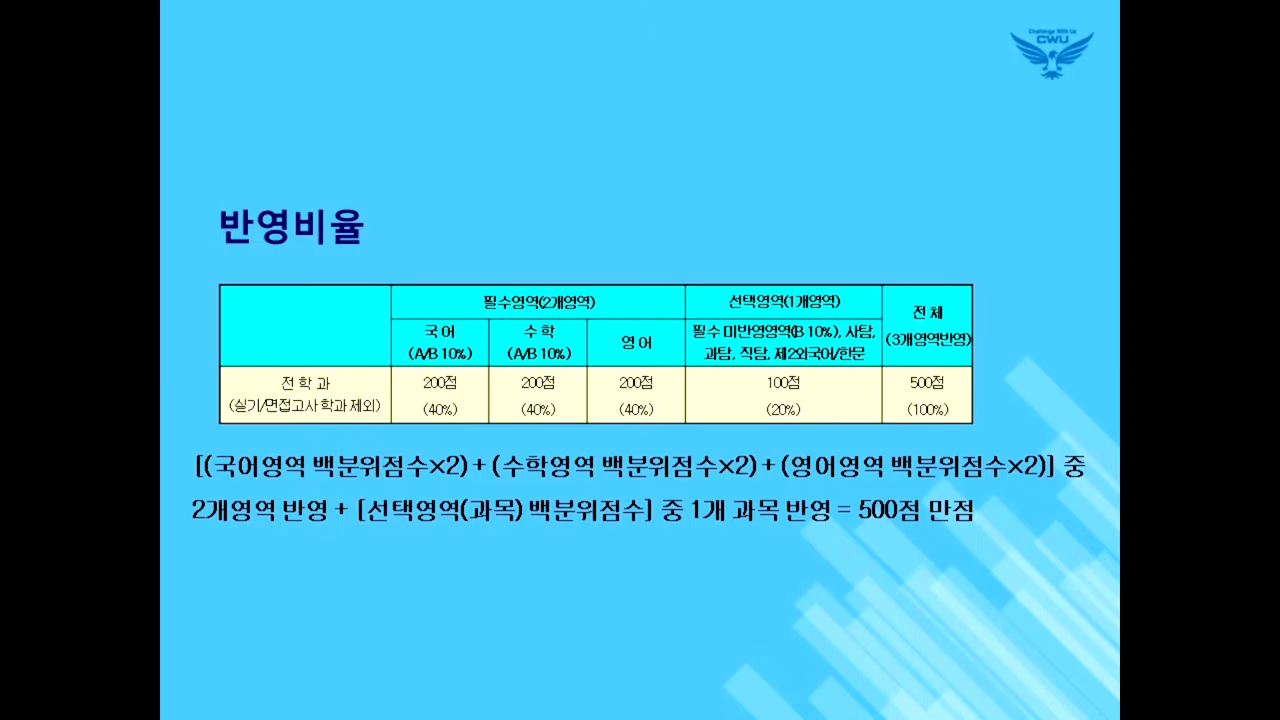 Challenge With Us
CWU
반영비율
필수영역(2개영역)
선택영역(1개영역)
전 체
(3개영역반영)
국 어
(A/B 10%)
수 학
(A/B 10%)
영 어
필수 미반영영역(B 10%), 사탐,
과탐, 직탐, 제2외국어/한문
전 학 과
(실기/면접고사 학과 제외)
200점
(40%)
200점
(40%)
200점
(40%)
100점
(20%)
500점
(100%)
[(국어영역 백분위점수×2) + (수학영역 백분위점수×2) + (영어영역 백분위점수×2)] 중
2개영역 반영 + [선택영역(과목) 백분위점수] 중 1개 과목 반영 = 500점 만점